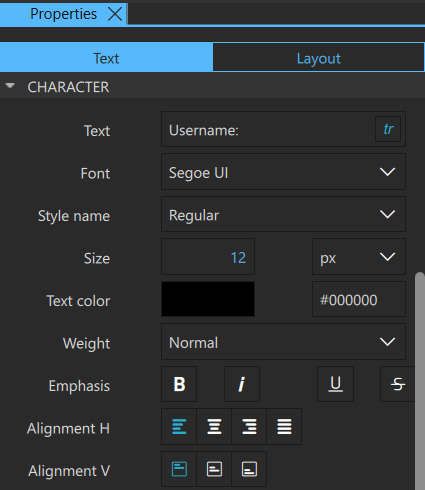 Properties
Text Layout
CHARACTER
Text Username: tr
Font Segoe UI
Style name Regular
Size 12 px
Text color #000000
Weight Normal
Emphasis B i U S
Alignment H
Alignment V